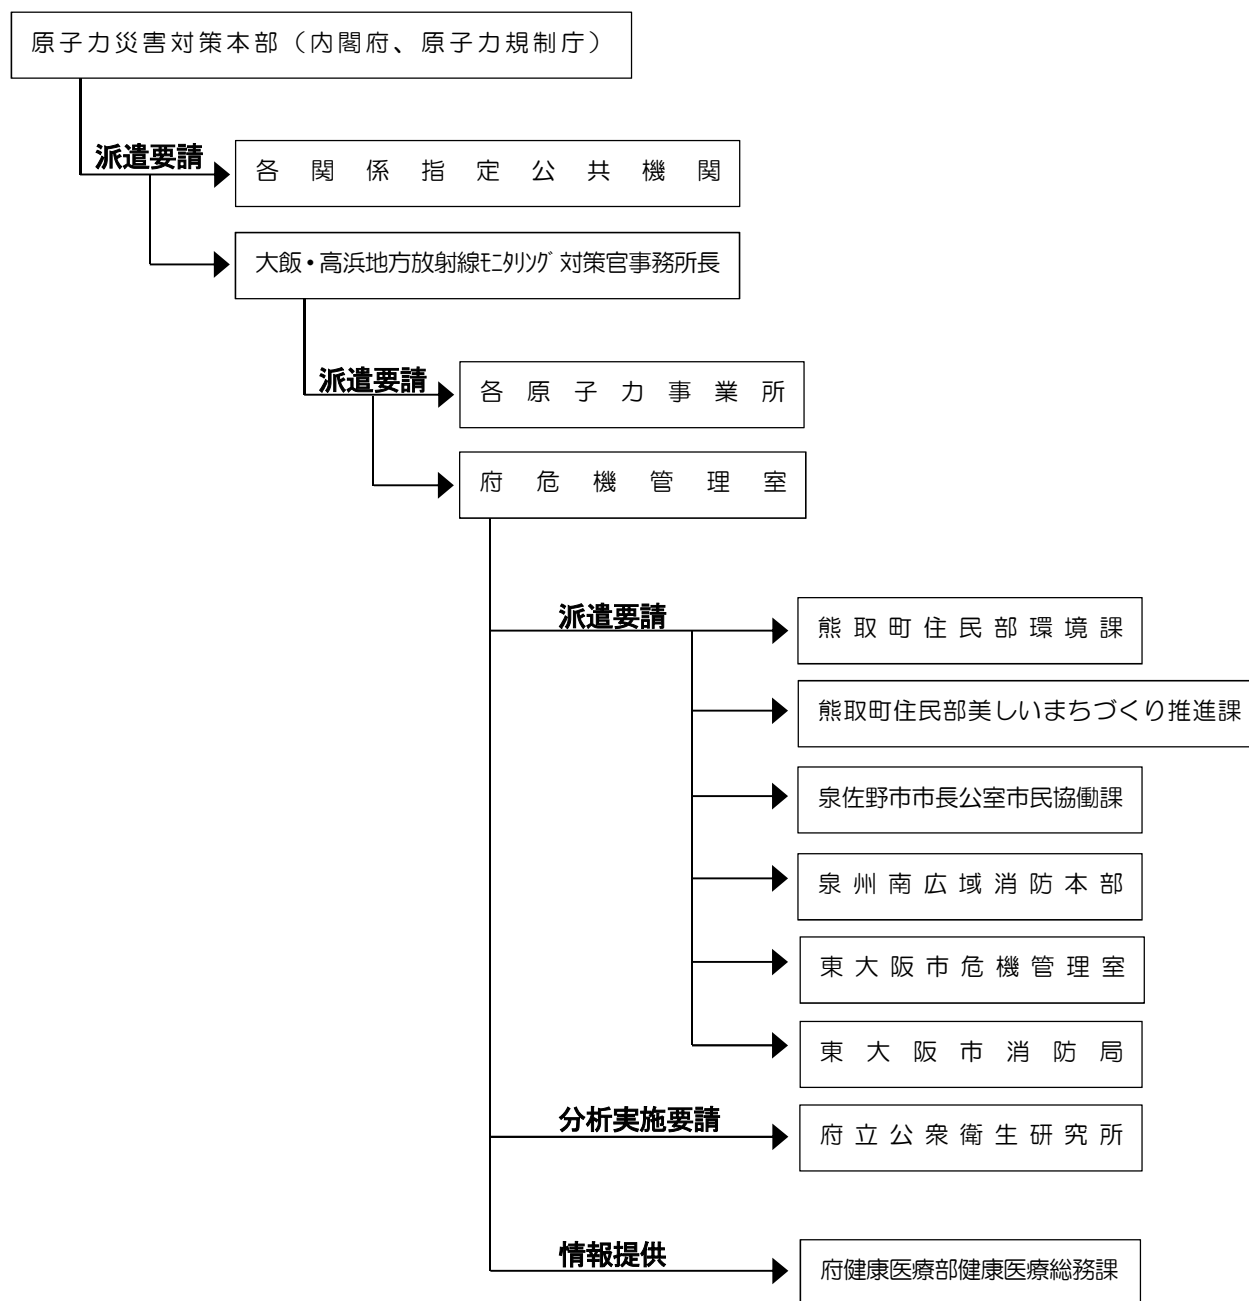 原子力災害対策本部（内閣府、原子力規制庁）
派遣要請
各関係指定公共機関
大飯・高浜地方放射線ﾓﾆﾀﾘﾝｸﾞ対策官事務所長
派遣要請
各原子力事業所
府危機管理室
派遣要請
熊取町住民部環境課
熊取町住民部美しいまちづくり推進課
泉佐野市市長公室市民協働課
泉州南広域消防本部
東大阪市危機管理室
東大阪市消防局
分析実施要請
府立公衆衛生研究所
情報提供
府健康医療部健康医療総務課